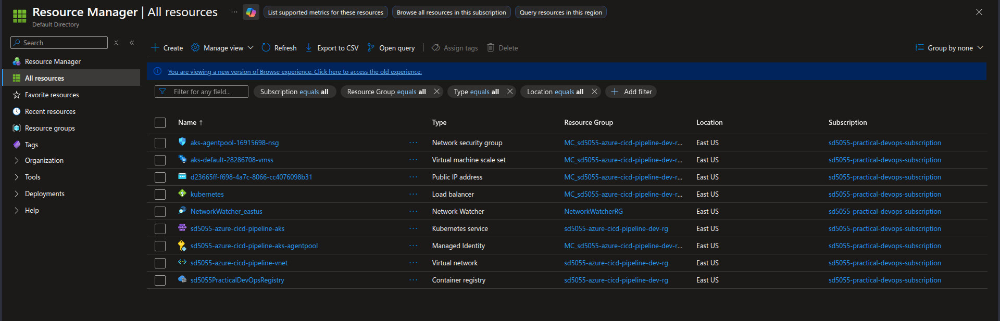 Resource Manager | All resources ... List supported metrics for these resources Browse all resources in this subscription Query resources in this region
Default Directory
Search
Resource Manager
All resources
Favorite resources
Recent resources
Resource groups
Tags
Organization
Tools
Deployments
Help
Create Manage view Refresh Export to CSV Open query | Assign tags Delete Group by none
You are viewing a new version of Browse experience. Click here to access the old experience.
Filter for any field... Subscription equals all Resource Group equals all Type equals all Location equals all Add filter
Name ↑ Type Resource Group Location Subscription
aks-agentpool-16915698-nsg ... Network security group MC_sd5055-azure-cicd-pipeline-dev-r... East US sd5055-practical-devops-subscription
aks-default-28286708-vmss ... Virtual machine scale set MC_sd5055-azure-cicd-pipeline-dev-r... East US sd5055-practical-devops-subscription
d23665ff-f698-4a7c-8066-cc4076098b31 ... Public IP address MC_sd5055-azure-cicd-pipeline-dev-r... East US sd5055-practical-devops-subscription
kubernetes ... Load balancer MC_sd5055-azure-cicd-pipeline-dev-r... East US sd5055-practical-devops-subscription
NetworkWatcher_eastus ... Network Watcher NetworkWatcherRG East US sd5055-practical-devops-subscription
sd5055-azure-cicd-pipeline-aks ... Kubernetes service sd5055-azure-cicd-pipeline-dev-rg East US sd5055-practical-devops-subscription
sd5055-azure-cicd-pipeline-aks-agentpool ... Managed Identity MC_sd5055-azure-cicd-pipeline-dev-r... East US sd5055-practical-devops-subscription
sd5055-azure-cicd-pipeline-vnet ... Virtual network sd5055-azure-cicd-pipeline-dev-rg East US sd5055-practical-devops-subscription
sd5055PracticalDevOpsRegistry ... Container registry sd5055-azure-cicd-pipeline-dev-rg East US sd5055-practical-devops-subscription